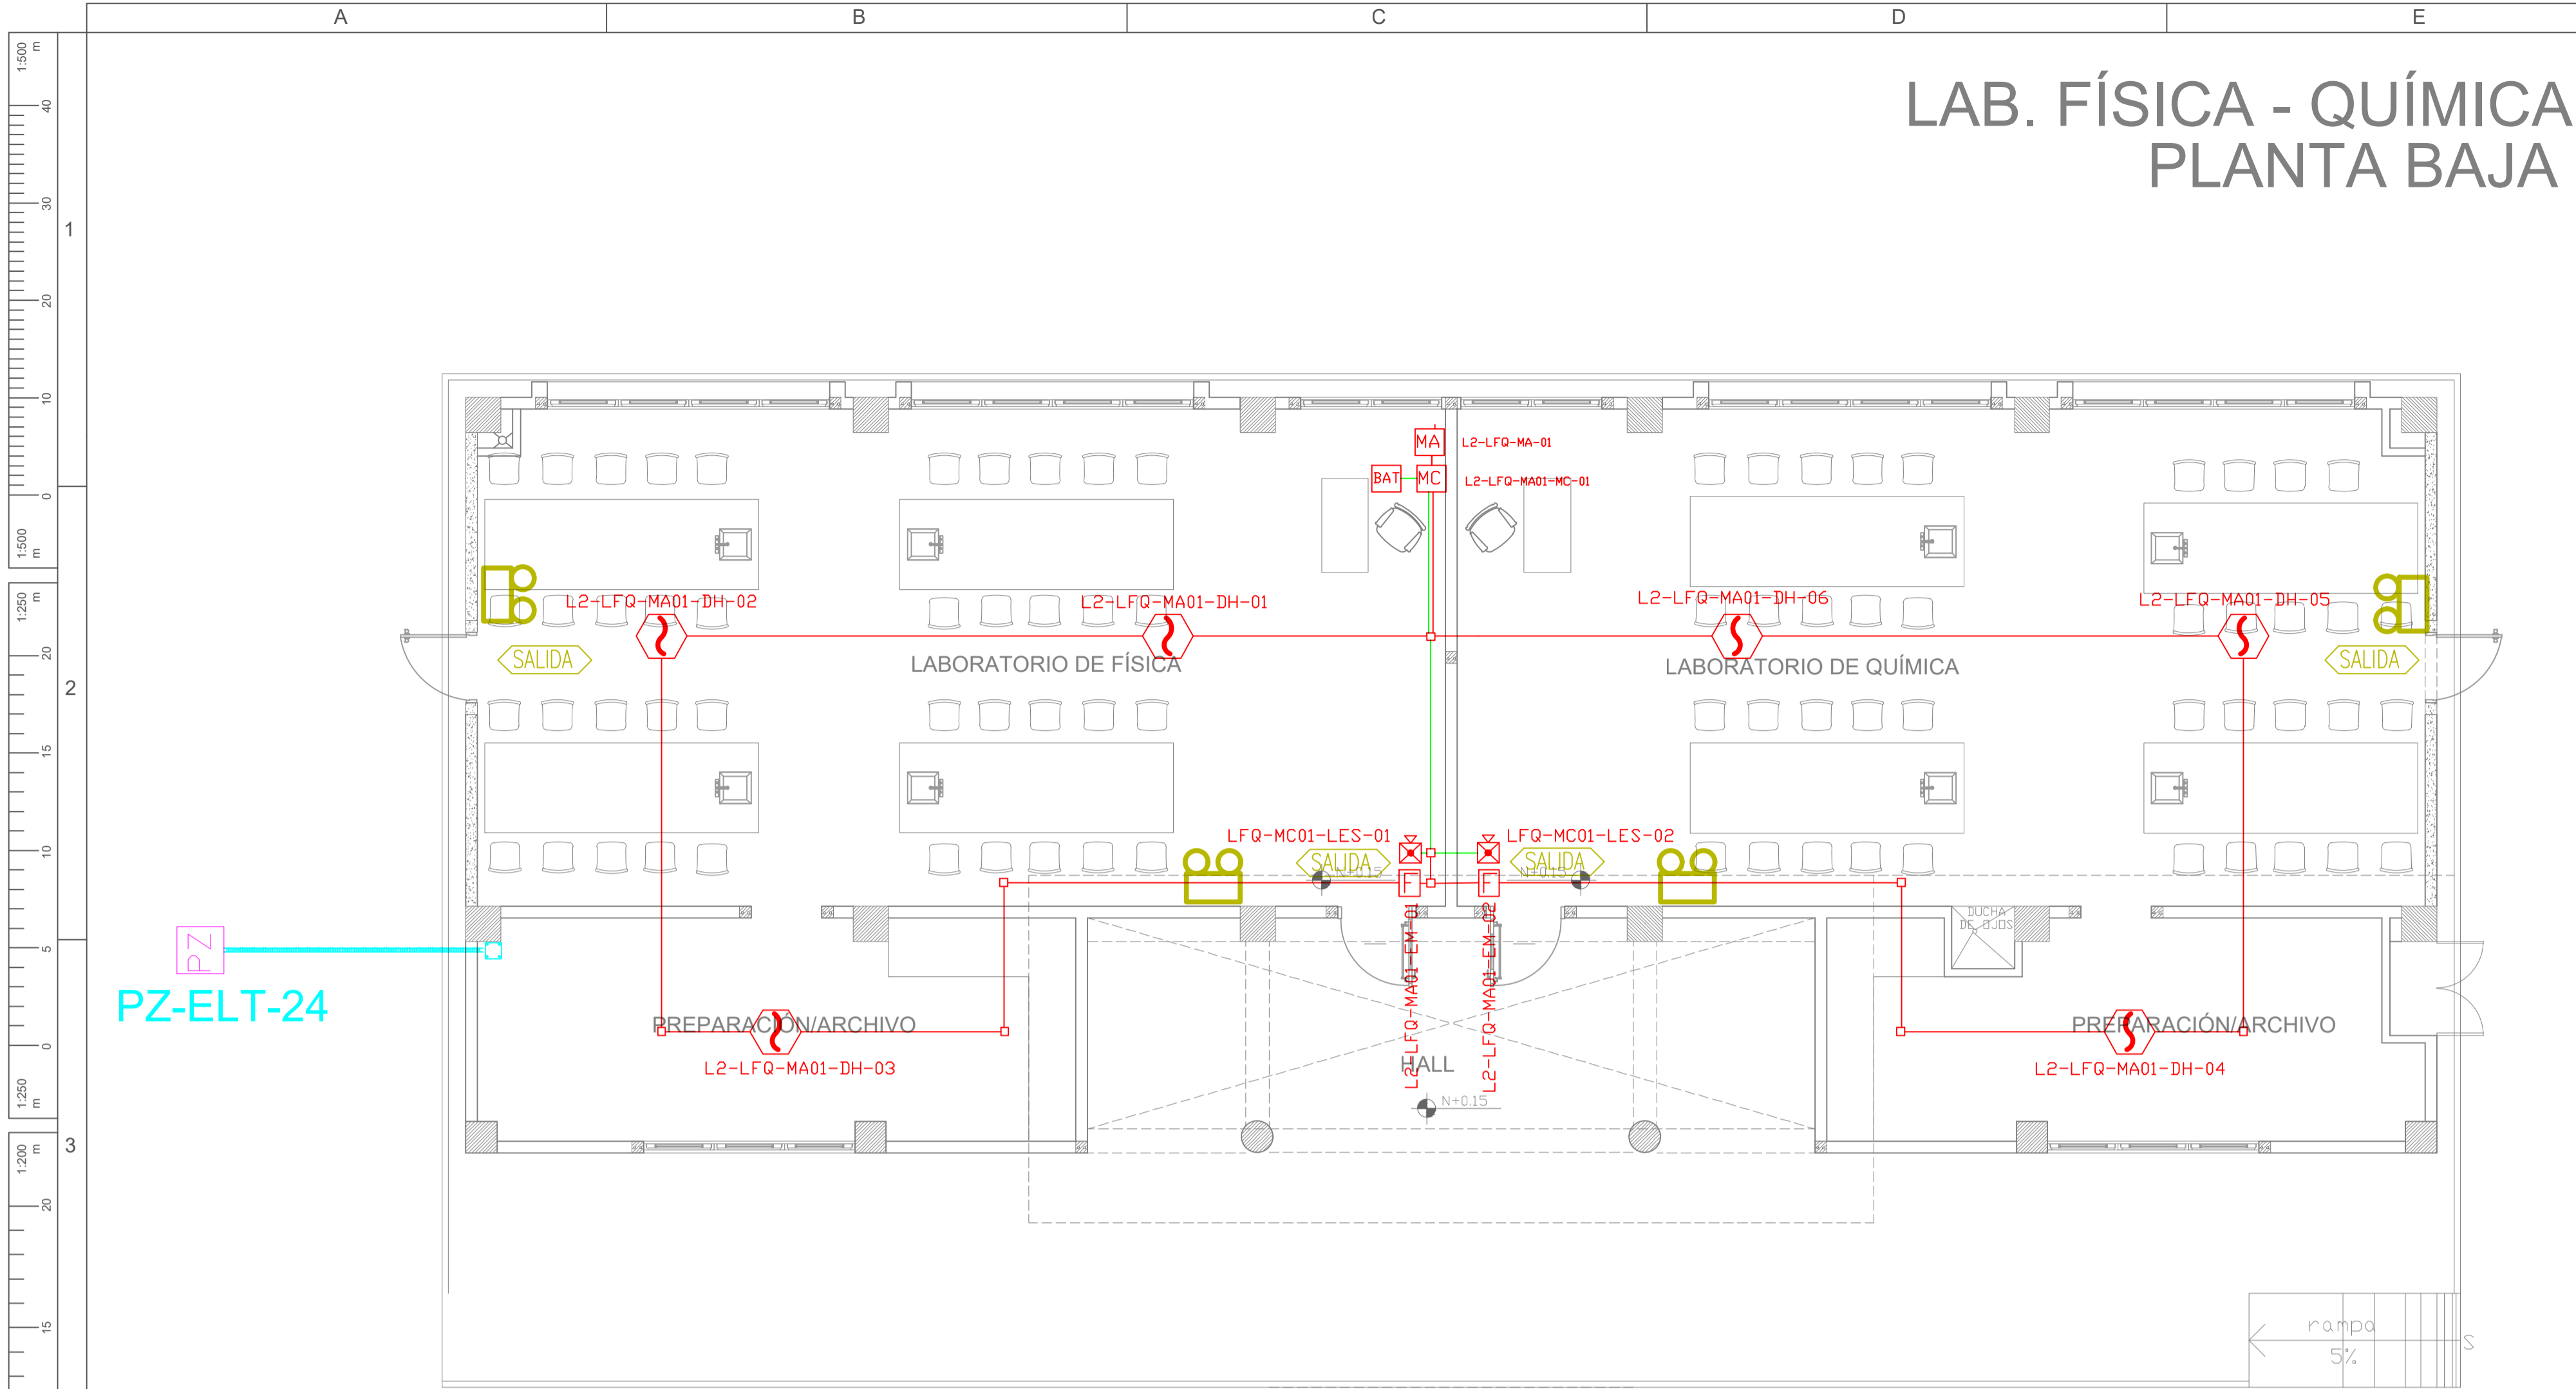 A B C D E
LAB. FÍSICA - QUÍMICA
PLANTA BAJA
1:500 m
40
30
20
10
0
1:500 m
1:250 m
20
15
10
5
0
1:250 m
1:200 m
20
15
1
2
3
MA L2-LFQ-MA-01
BAT MC L2-LFQ-MA01-MC-01
L2-LFQ-MA01-DH-02
L2-LFQ-MA01-DH-01
L2-LFQ-MA01-DH-06
L2-LFQ-MA01-DH-05
SALIDA
LABORATORIO DE FÍSICA
LABORATORIO DE QUÍMICA
SALIDA
LFQ-MC01-LES-01
LFQ-MC01-LES-02
SALIDA
SALIDA
N+0.15
N+0.15
F
F
L2-LFQ-MA01-EM-01
L2-LFQ-MA01-EM-02
DUCHA
DE OJOS
PZ
PZ-ELT-24
PREPARACIÓN/ARCHIVO
L2-LFQ-MA01-DH-03
PREPARACIÓN/ARCHIVO
L2-LFQ-MA01-DH-04
HALL
N+0.15
rampa
5%
S